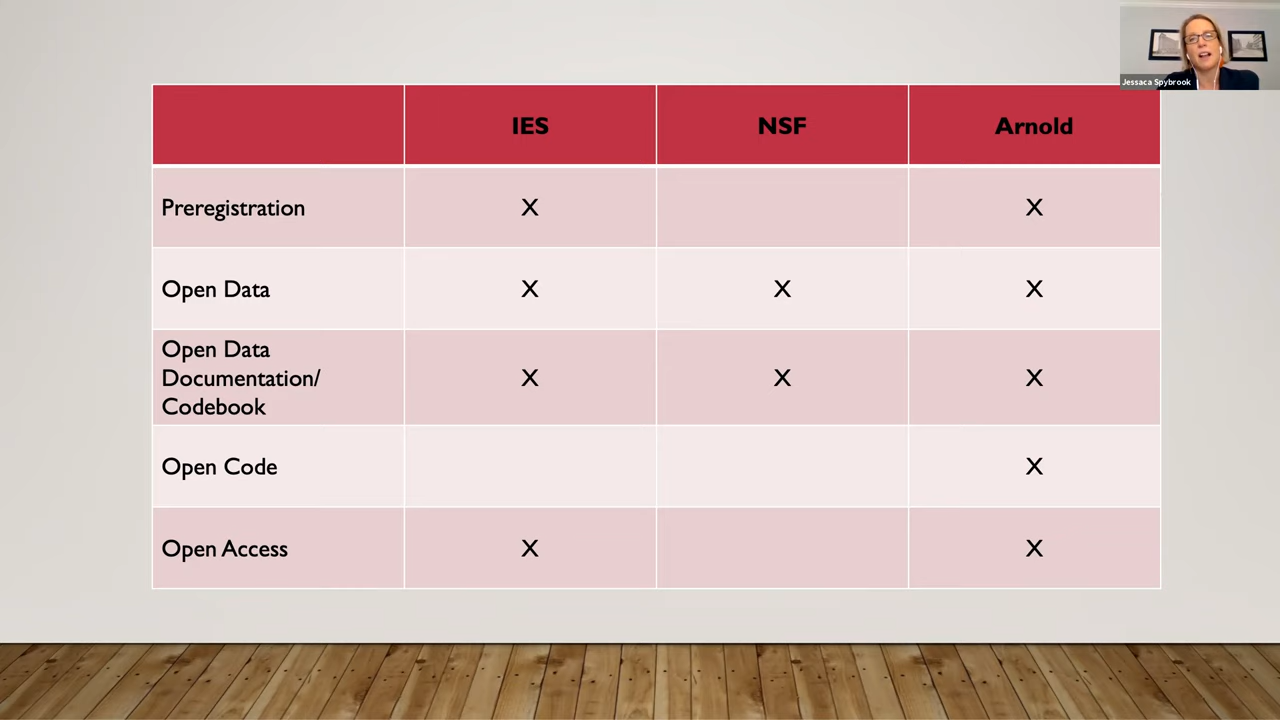 Jessaca Spybrook
IES NSF Arnold
Preregistration X X
Open Data X X X
Open Data
Documentation/ X X X
Codebook
Open Code X
Open Access X X